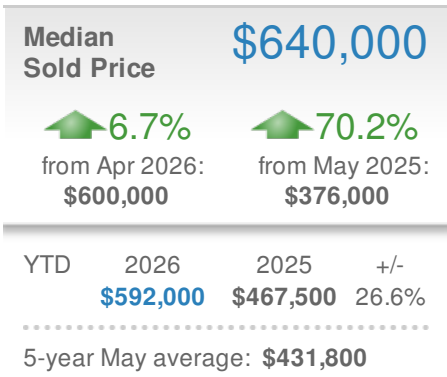 Median $640,000
Sold Price
6.7% 70.2%
from Apr 2026: from May 2025:
$600,000 $376,000
YTD 2026 2025 +/-
$592,000 $467,500 26.6%
5-year May average: $431,800